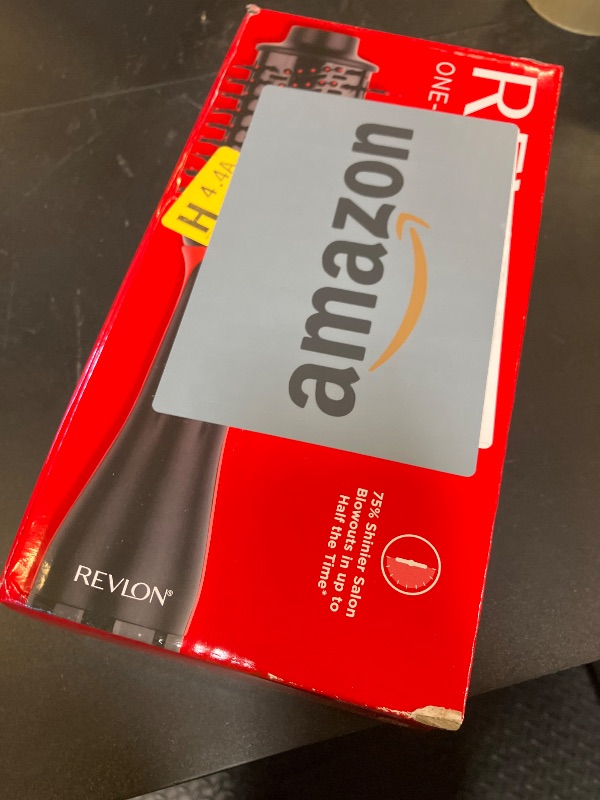 R
ONE-
H 4.4A
amazon
75% Shinier Salon
Blowouts in up to
Half the Time*
REVLON®